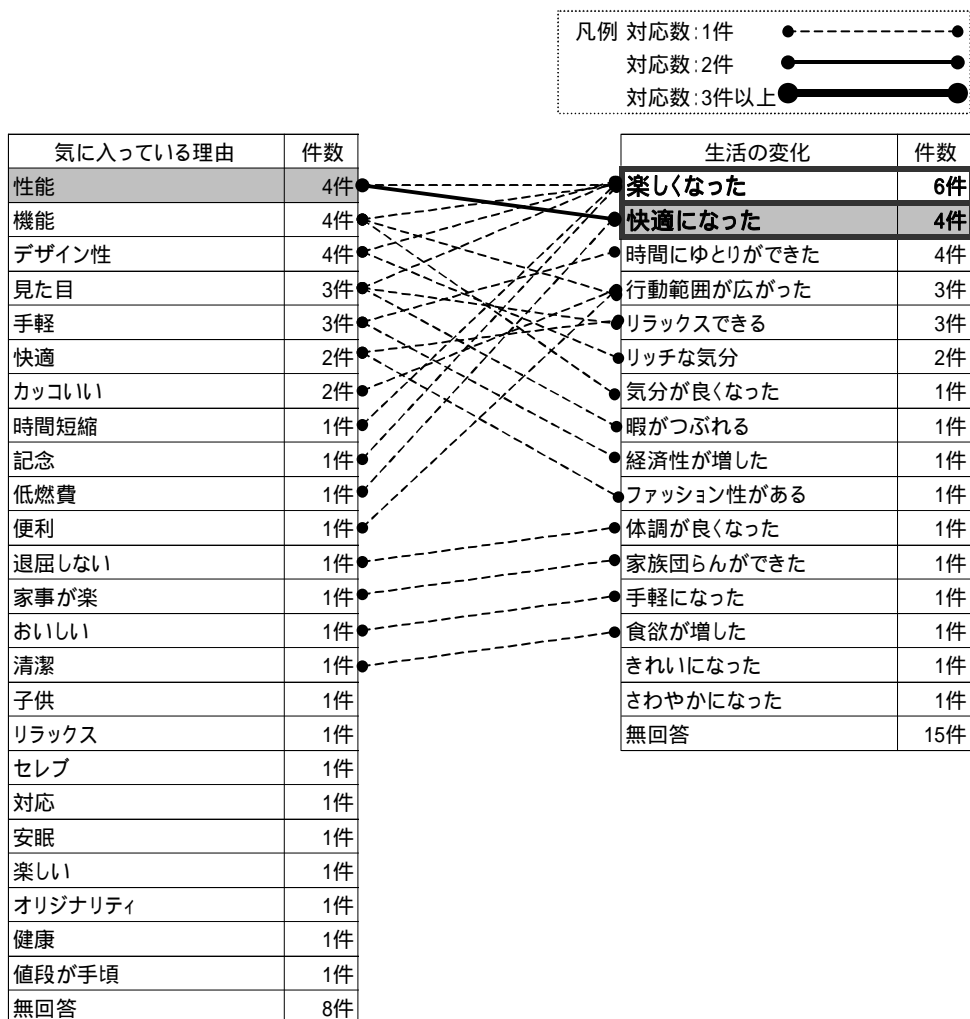 凡例 対応数:1件
対応数:2件
対応数:3件以上
気に入っている理由 件数
性能 4件
機能 4件
デザイン性 4件
見た目 3件
手軽 3件
快適 2件
カッコいい 2件
時間短縮 1件
記念 1件
低燃費 1件
便利 1件
退屈しない 1件
家事が楽 1件
おいしい 1件
清潔 1件
子供 1件
リラックス 1件
セレブ 1件
対応 1件
安眠 1件
楽しい 1件
オリジナリティ 1件
健康 1件
値段が手頃 1件
無回答 8件
生活の変化 件数
楽しくなった 6件
快適になった 4件
時間にゆとりができた 4件
行動範囲が広がった 3件
リラックスできる 3件
リッチな気分 2件
気分が良くなった 1件
暇がつぶれる 1件
経済性が増した 1件
ファッション性がある 1件
体調が良くなった 1件
家族団らんができた 1件
手軽になった 1件
食欲が増した 1件
きれいになった 1件
さわやかになった 1件
無回答 15件